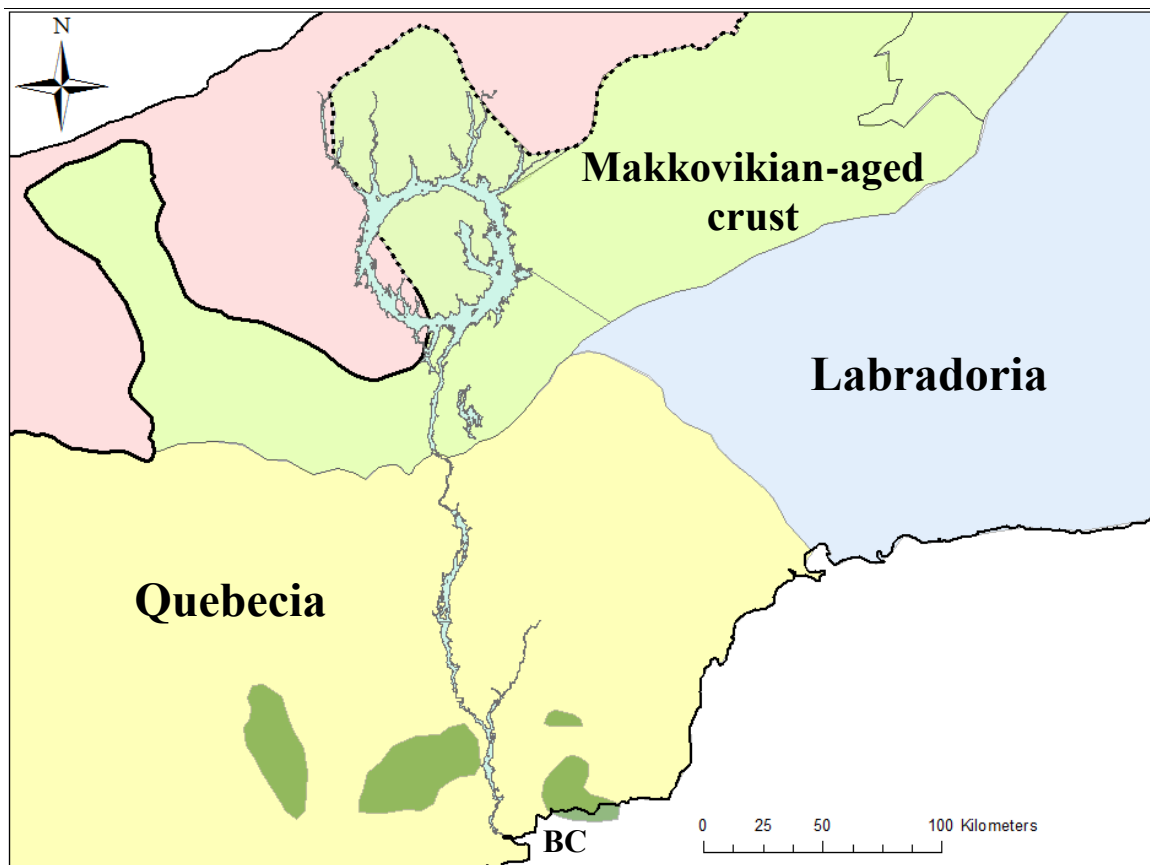 N
Makkovikian-aged
crust
Labradoria
Quebecia
BC
0 25 50 100 Kilometers